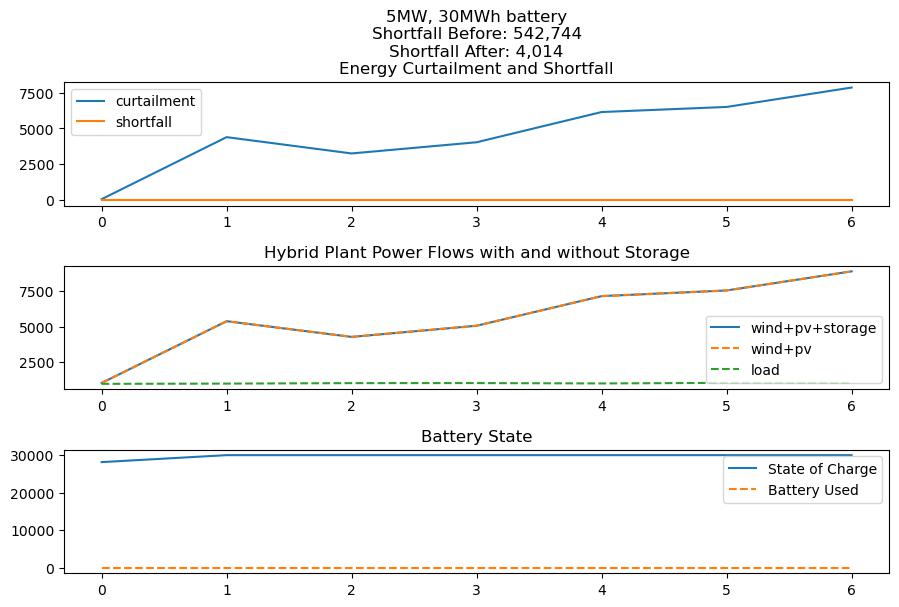 5MW, 30MWh battery
Shortfall Before: 542,744
Shortfall After: 4,014
Energy Curtailment and Shortfall
7500
5000
2500
0
curtailment
shortfall
0 1 2 3 4 5 6
Hybrid Plant Power Flows with and without Storage
7500
5000
2500
wind+pv+storage
wind+pv
load
0 1 2 3 4 5 6
Battery State
30000
20000
10000
0
State of Charge
Battery Used
0 1 2 3 4 5 6